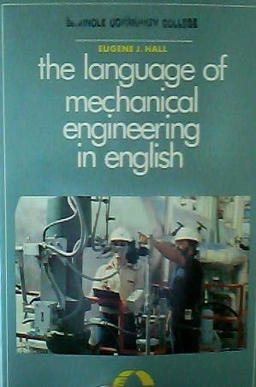 SEMINOLE COMMUNITY COLLEGE
EUGENE J. HALL
the language of
mechanical
engineering
in english